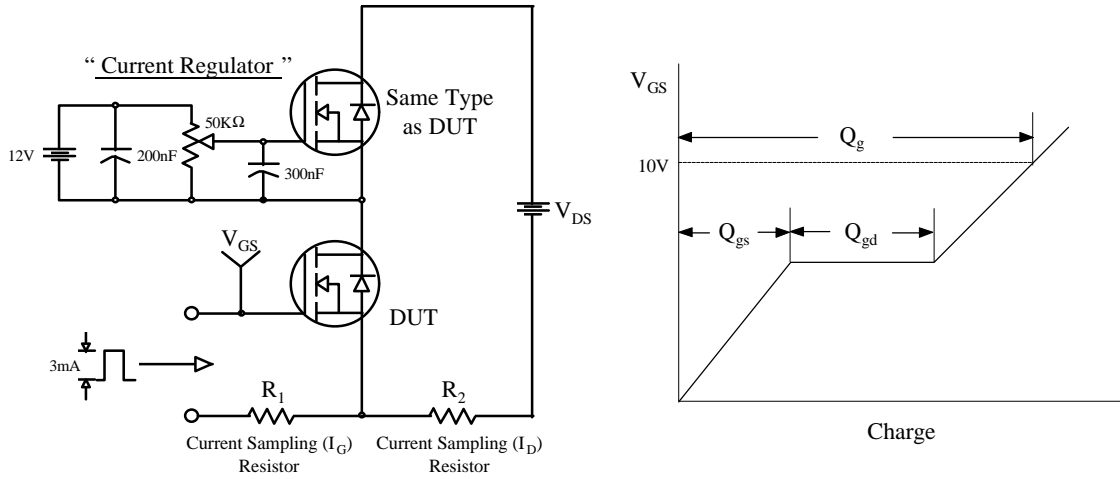 “ Current Regulator ”
Same Type
as DUT
50KΩ
12V
200nF
300nF
V_DS
V_GS
DUT
3mA
R_1
R_2
Current Sampling (I_G)
Resistor
Current Sampling (I_D)
Resistor
V_GS
Q_g
10V
Q_gs
Q_gd
Charge